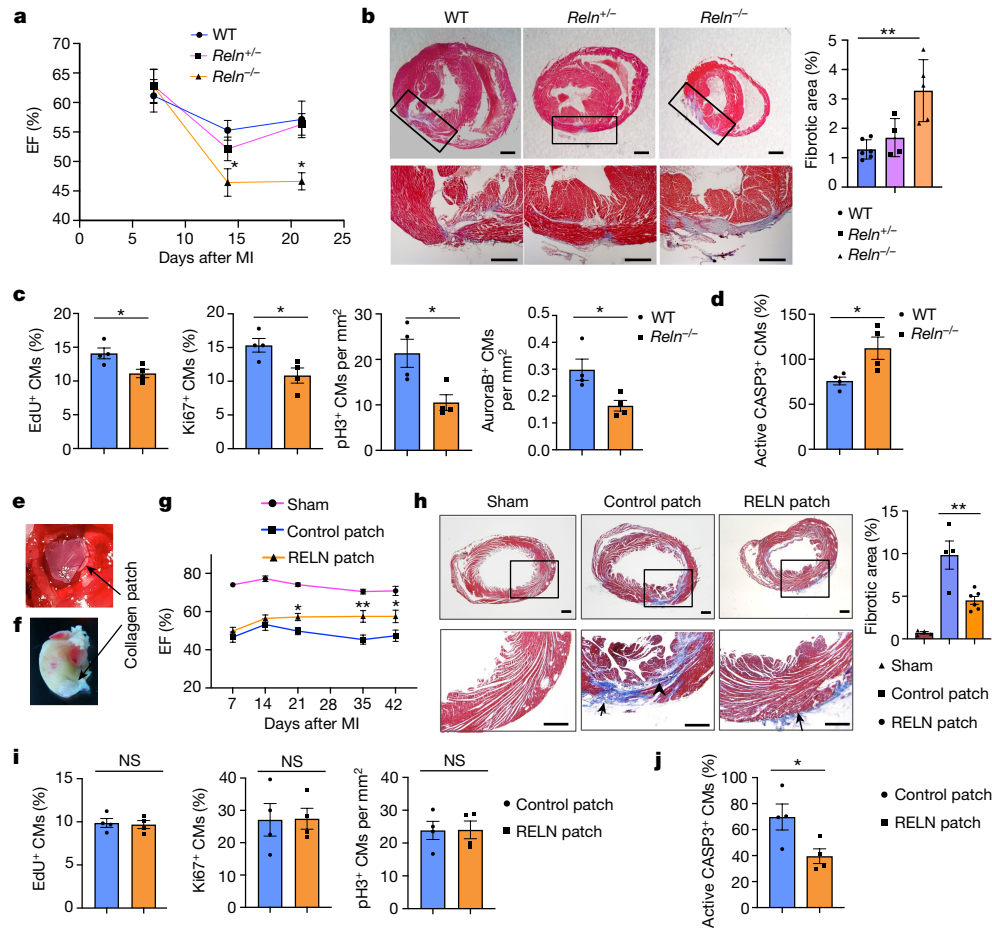 a
EF (%)
70
65
60
55
50
45
40
0
5
10
15
20
25
Days after MI
WT
Reln+/–
Reln–/–
*
*
b
WT
Reln+/–
Reln–/–
Fibrotic area (%)
5
4
3
2
1
0
**
WT
Reln+/–
Reln–/–
c
EdU+ CMs (%)
20
15
10
5
0
*
Ki67+ CMs (%)
20
15
10
5
0
*
pH3+ CMs per mm2
30
20
10
0
*
AuroraB+ CMs
per mm2
0.5
0.4
0.3
0.2
0.1
0.0
*
WT
Reln–/–
d
Active CASP3+ CMs (%)
150
100
50
0
*
WT
Reln–/–
e
f
Collagen patch
g
Sham
Control patch
RELN patch
EF (%)
80
60
40
20
0
7
14
21
28
35
42
Days after MI
*
**
*
h
Sham
Control patch
RELN patch
Fibrotic area (%)
15
10
5
0
**
Sham
Control patch
RELN patch
i
EdU+ CMs (%)
15
10
5
0
NS
Ki67+ CMs (%)
40
30
20
10
0
NS
pH3+ CMs per mm2
40
30
20
10
0
NS
Control patch
RELN patch
j
Active CASP3+ CMs (%)
100
80
60
40
20
0
*
Control patch
RELN patch